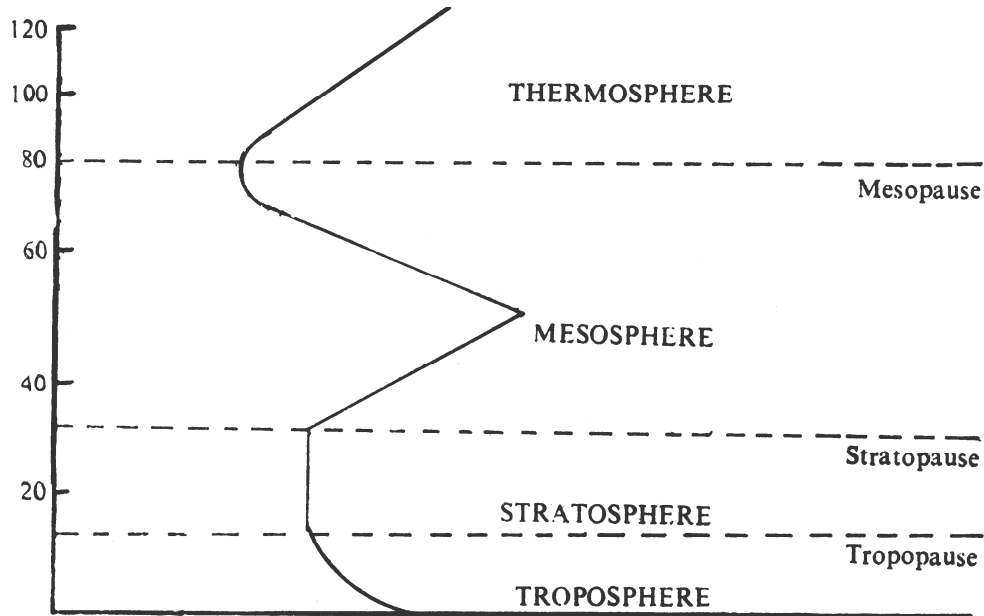 120
100
THERMOSPHERE
80
Mesopause
60
MESOSPHERE
40
Stratopause
20
STRATOSPHERE
Tropopause
TROPOSPHERE